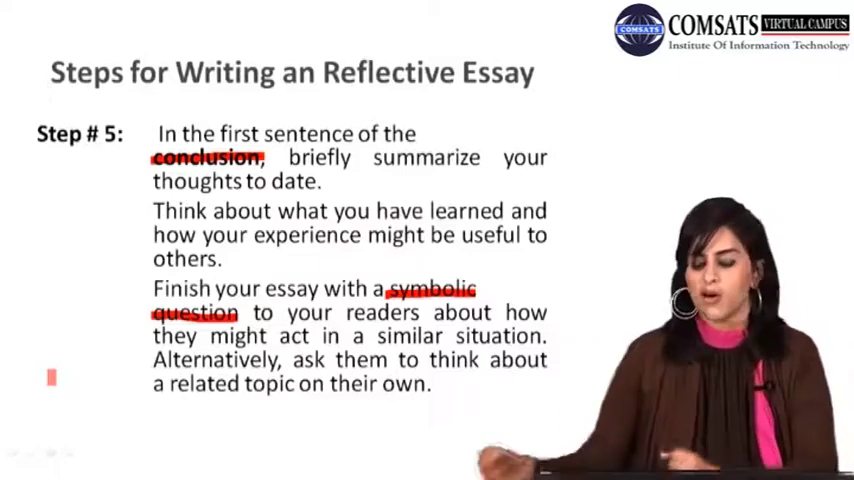 COMSATS VIRTUAL CAMPUS
COMSATS Institute Of Information Technology
Steps for Writing an Reflective Essay
Step # 5: In the first sentence of the
conclusion, briefly summarize your
thoughts to date.
Think about what you have learned and
how your experience might be useful to
others.
Finish your essay with a symbolic
question to your readers about how
they might act in a similar situation.
Alternatively, ask them to think about
a related topic on their own.